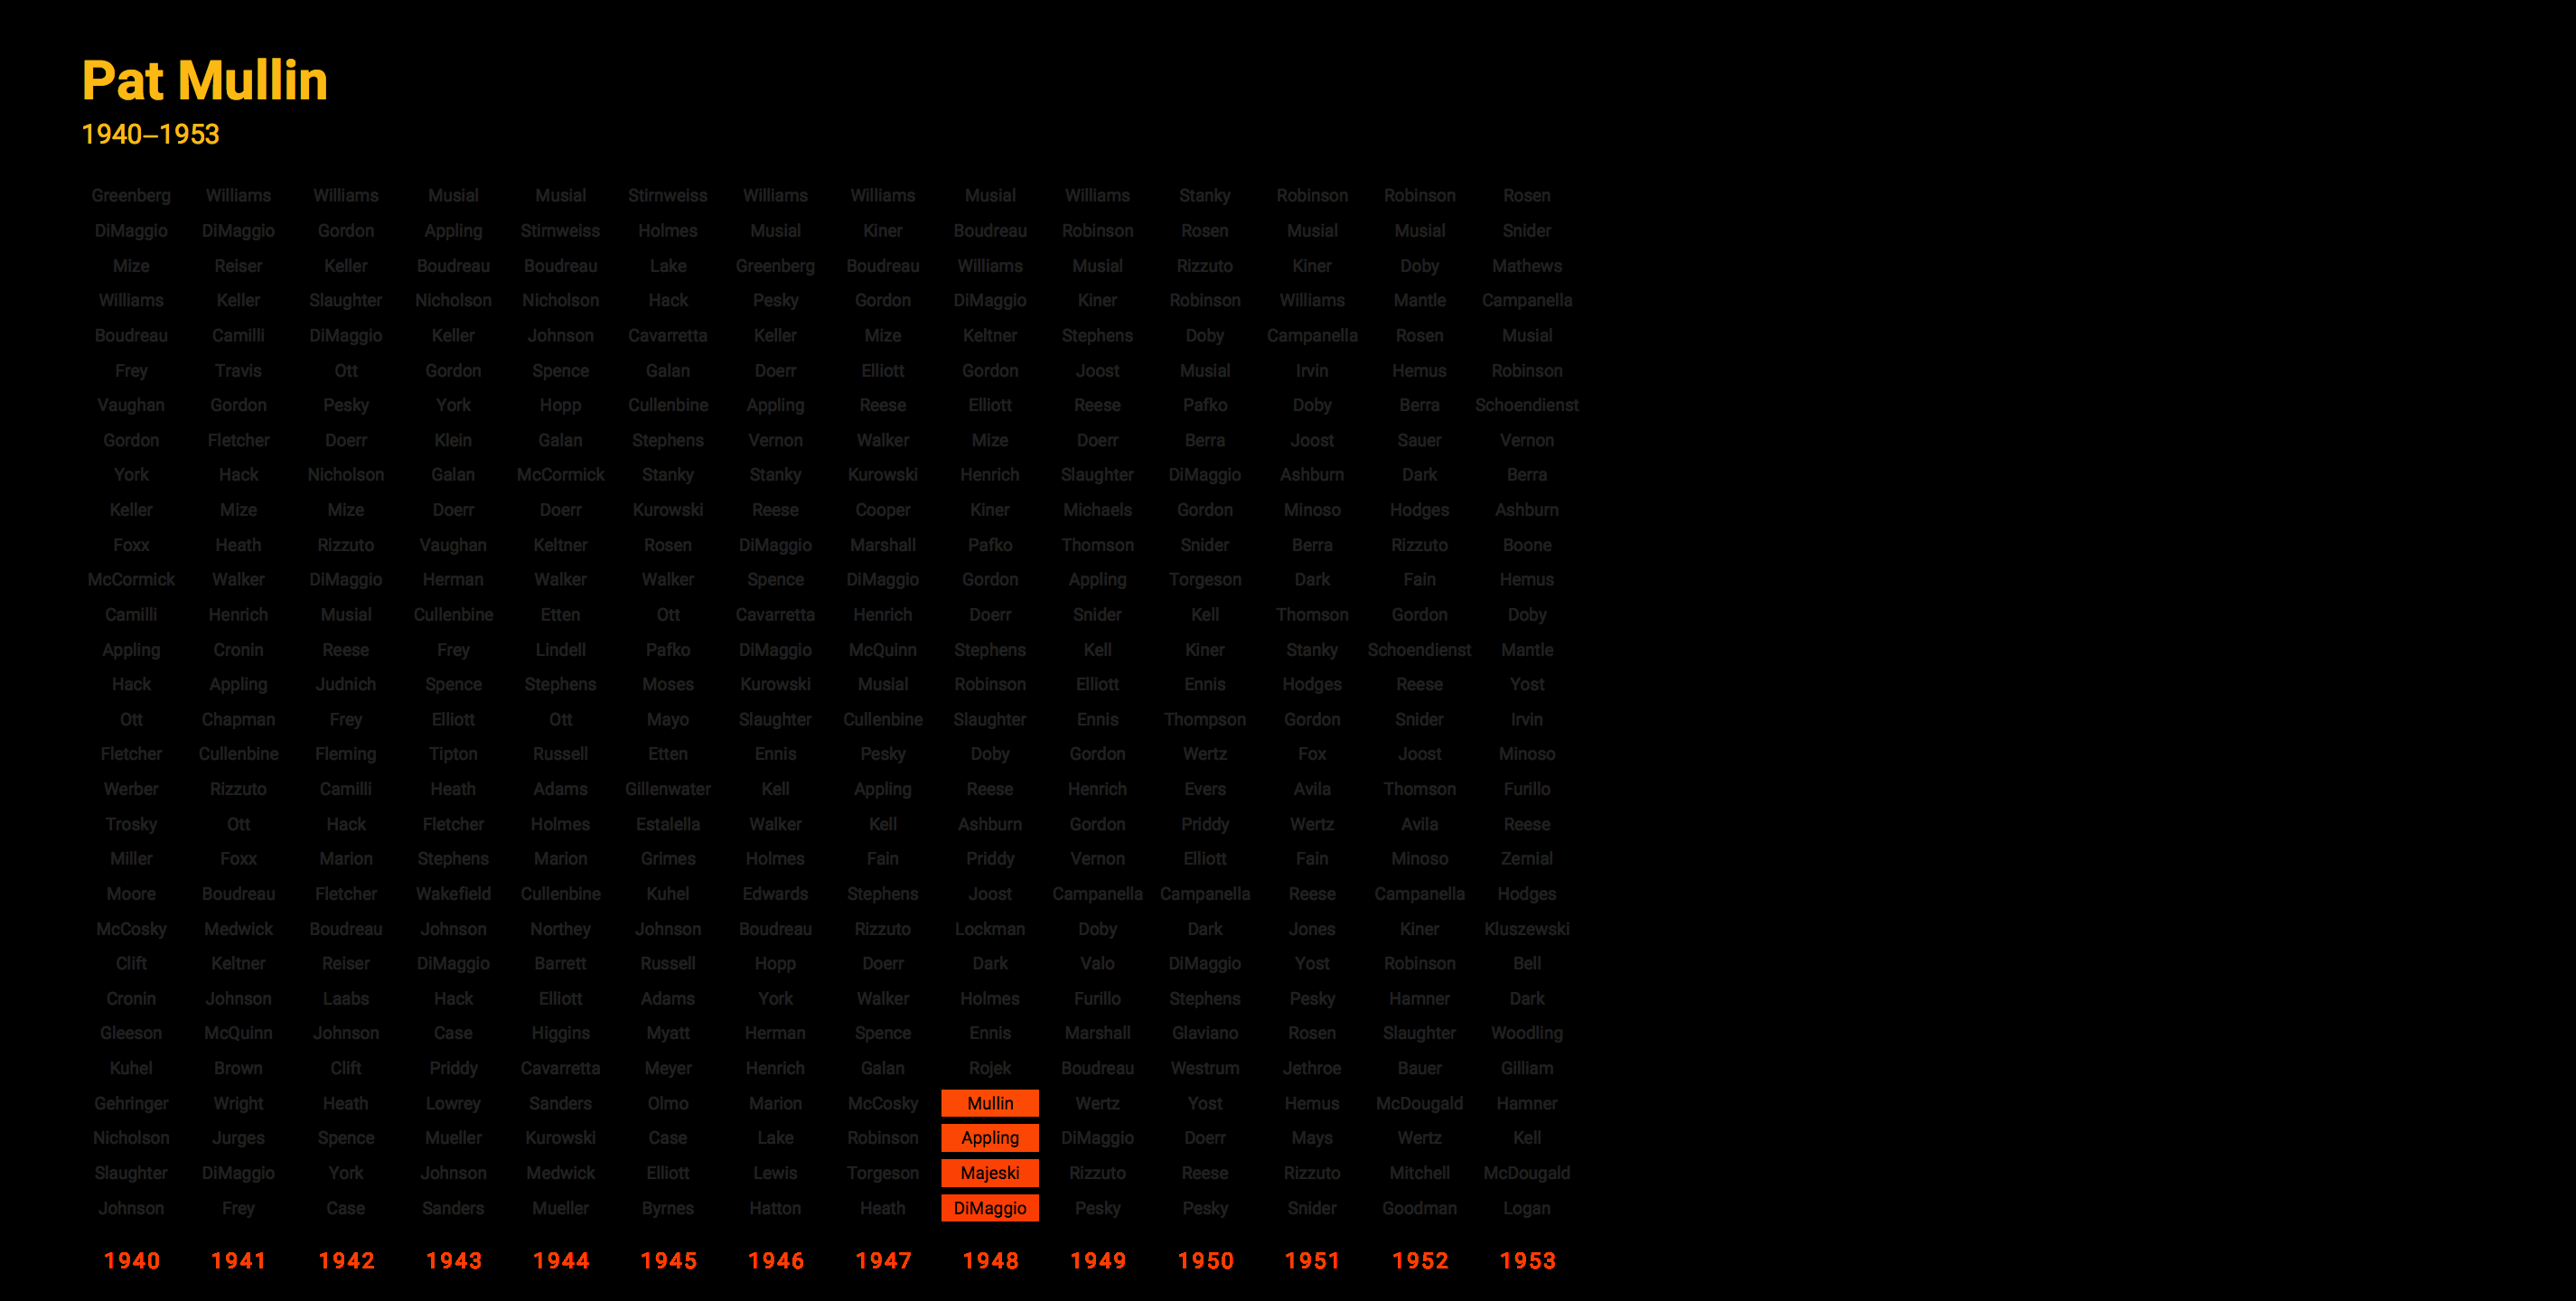 Pat Mullin
1940–1953
Greenberg Williams Williams Musial Musial Stirnweiss Williams Williams Musial Williams Stanky Robinson Robinson Rosen
DiMaggio DiMaggio Gordon Appling Stirnweiss Holmes Musial Kiner Boudreau Robinson Rosen Musial Musial Snider
Mize Reiser Keller Boudreau Boudreau Lake Greenberg Boudreau Williams Musial Rizzuto Kiner Doby Mathews
Williams Keller Slaughter Nicholson Nicholson Hack Pesky Gordon DiMaggio Kiner Robinson Williams Mantle Campanella
Boudreau Camilli DiMaggio Keller Johnson Cavarretta Keller Mize Keltner Stephens Doby Campanella Rosen Musial
Frey Travis Ott Gordon Spence Galan Doerr Elliott Gordon Joost Musial Irvin Hemus Robinson
Vaughan Gordon Pesky York Hopp Cullenbine Appling Reese Elliott Reese Pafko Doby Berra Schoendienst
Gordon Fletcher Doerr Klein Galan Stephens Vernon Walker Mize Doerr Berra Joost Sauer Vernon
York Hack Nicholson Galan McCormick Stanky Stanky Kurowski Henrich Slaughter DiMaggio Ashburn Dark Berra
Keller Mize Mize Doerr Doerr Kurowski Reese Cooper Kiner Michaels Gordon Minoso Hodges Ashburn
Foxx Heath Rizzuto Vaughan Keltner Rosen DiMaggio Marshall Pafko Thomson Snider Berra Rizzuto Boone
McCormick Walker DiMaggio Herman Walker Walker Spence DiMaggio Gordon Appling Torgeson Dark Fain Hemus
Camilli Henrich Musial Cullenbine Etten Ott Cavarretta Henrich Doerr Snider Kell Thomson Gordon Doby
Appling Cronin Reese Frey Lindell Pafko DiMaggio McQuinn Stephens Kell Kiner Stanky Schoendienst Mantle
Hack Appling Judnich Spence Stephens Moses Kurowski Musial Robinson Elliott Ennis Hodges Reese Yost
Ott Chapman Frey Elliott Ott Mayo Slaughter Cullenbine Slaughter Ennis Thompson Gordon Snider Irvin
Fletcher Cullenbine Fleming Tipton Russell Etten Ennis Pesky Doby Gordon Wertz Fox Joost Minoso
Werber Rizzuto Camilli Heath Adams Gillenwater Kell Appling Reese Henrich Evers Avila Thomson Furillo
Trosky Ott Hack Fletcher Holmes Estalella Walker Kell Ashburn Gordon Priddy Wertz Avila Reese
Miller Foxx Marion Stephens Marion Grimes Holmes Fain Priddy Vernon Elliott Fain Minoso Zernial
Moore Boudreau Fletcher Wakefield Cullenbine Kuhel Edwards Stephens Joost Campanella Campanella Reese Campanella Hodges
McCosky Medwick Boudreau Johnson Northey Johnson Boudreau Rizzuto Lockman Doby Dark Jones Kiner Kluszewski
Clift Keltner Reiser DiMaggio Barrett Russell Hopp Doerr Dark Valo DiMaggio Yost Robinson Bell
Cronin Johnson Laabs Hack Elliott Adams York Walker Holmes Furillo Stephens Pesky Hamner Dark
Gleeson McQuinn Johnson Case Higgins Myatt Herman Spence Ennis Marshall Glaviano Rosen Slaughter Woodling
Kuhel Brown Clift Priddy Cavarretta Meyer Henrich Galan Rojek Boudreau Westrum Jethroe Bauer Gilliam
Gehringer Wright Heath Lowrey Sanders Olmo Marion McCosky Mullin Wertz Yost Hemus McDougald Hamner
Nicholson Jurges Spence Mueller Kurowski Case Lake Robinson Appling DiMaggio Doerr Mays Wertz Kell
Slaughter DiMaggio York Johnson Medwick Elliott Lewis Torgeson Majeski Rizzuto Reese Rizzuto Mitchell McDougald
Johnson Frey Case Sanders Mueller Byrnes Hatton Heath DiMaggio Pesky Pesky Snider Goodman Logan
1940 1941 1942 1943 1944 1945 1946 1947 1948 1949 1950 1951 1952 1953